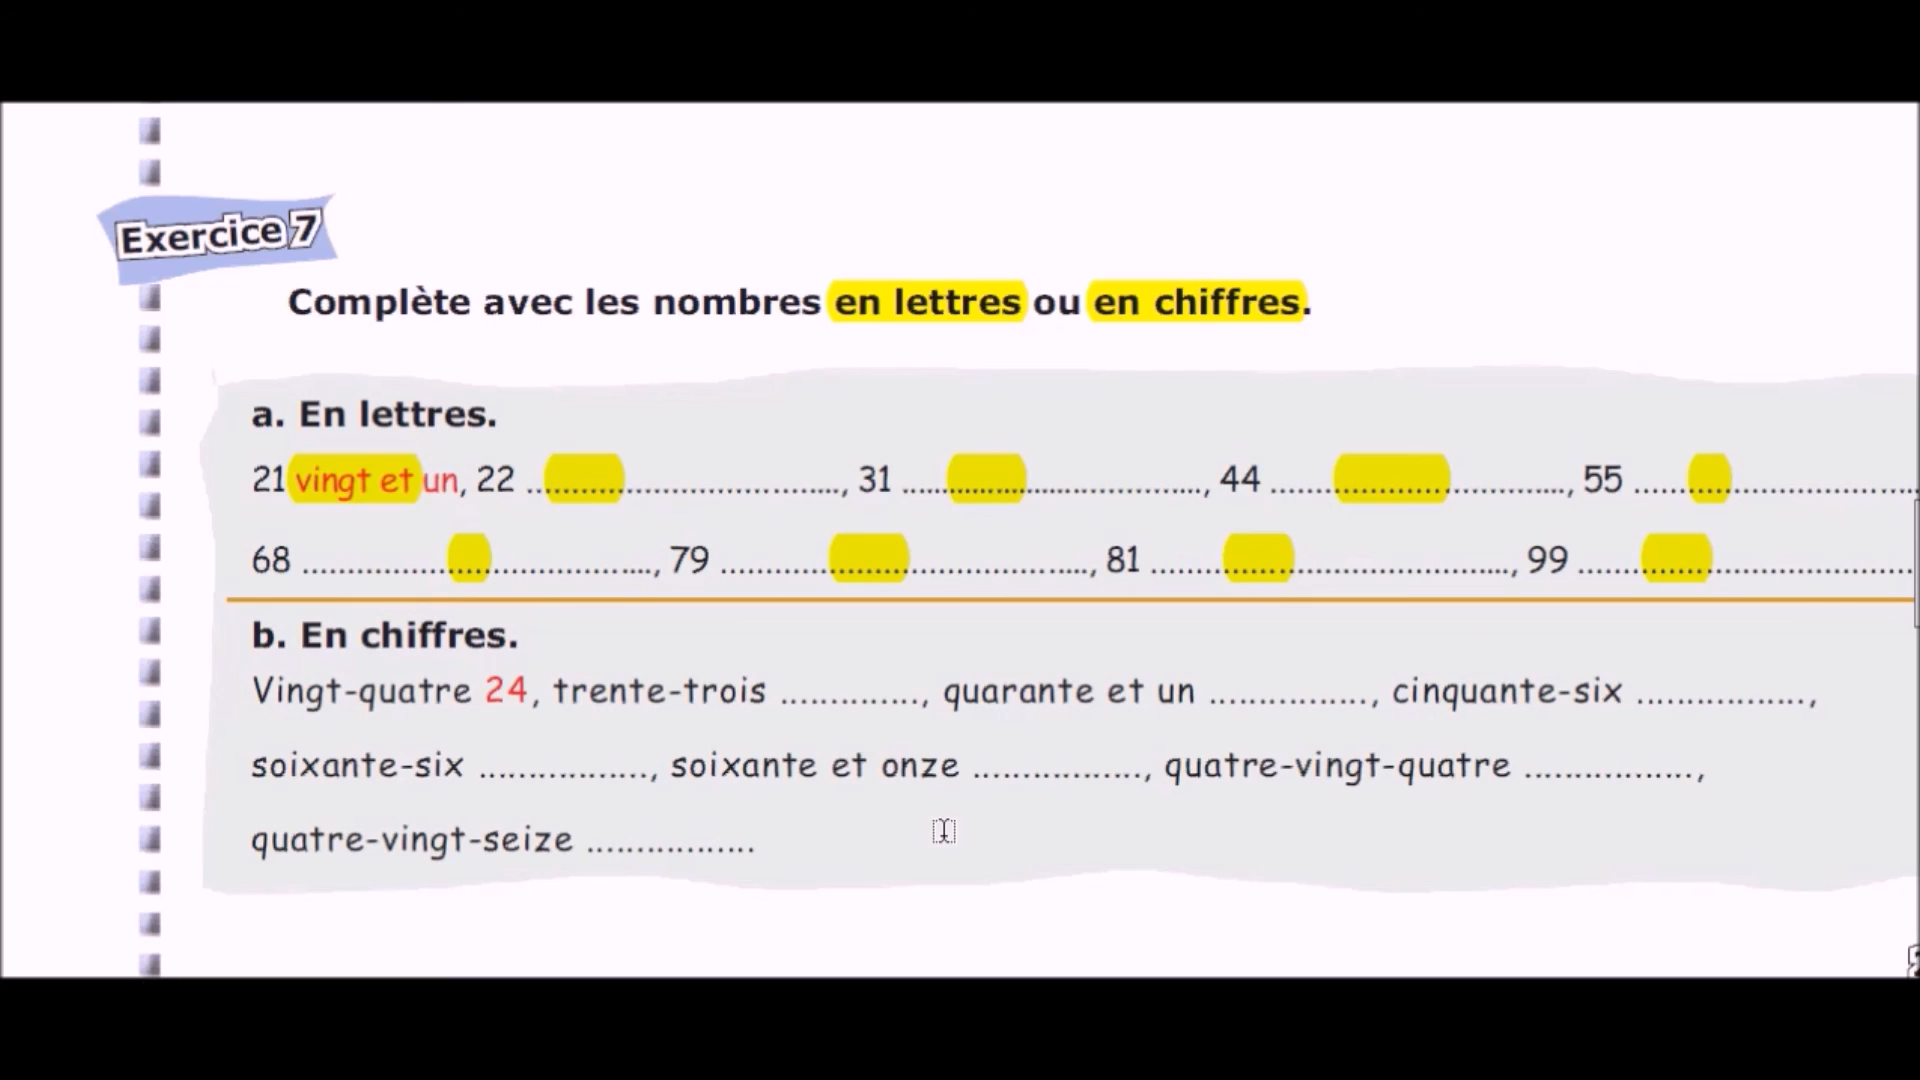 Exercice 7
Complète avec les nombres en lettres ou en chiffres.
a. En lettres.
21 vingt et un, 22 ...................................., 31 ...................................., 44 ...................................., 55 ....................................
68 ...................................., 79 ...................................., 81 ...................................., 99 ....................................
b. En chiffres.
Vingt-quatre 24, trente-trois .............., quarante et un ................, cinquante-six .................,
soixante-six ................., soixante et onze ................., quatre-vingt-quatre .................,
quatre-vingt-seize .................